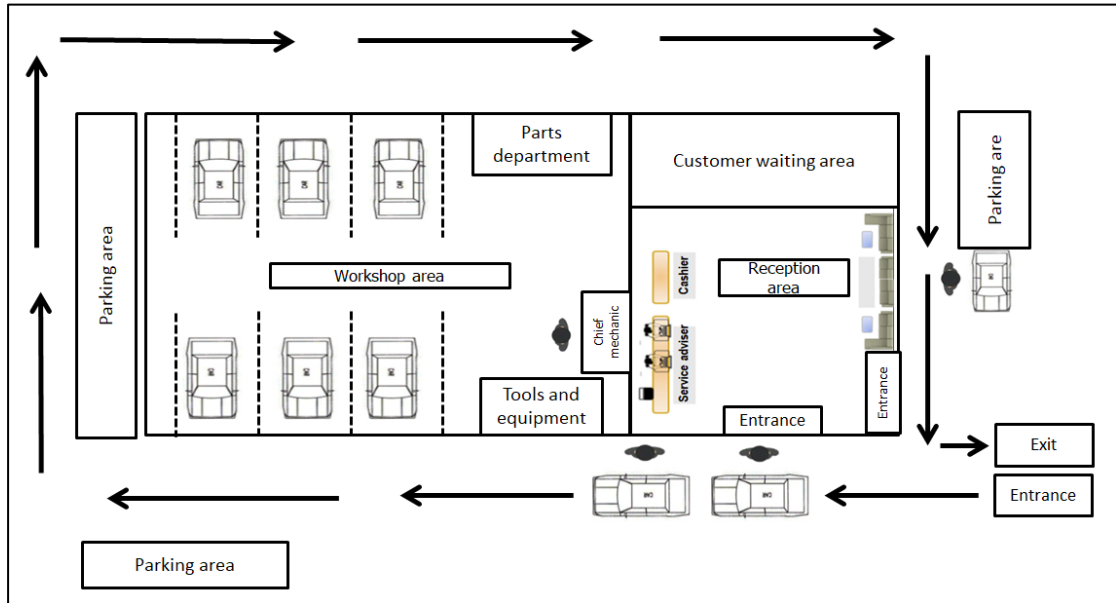 Parts
department
Customer waiting area
Parking are
Parking area
Workshop area
Cashier
Reception
area
Chief
mechanic
Service adviser
Tools and
equipment
Entrance
Entrance
Exit
Entrance
Parking area